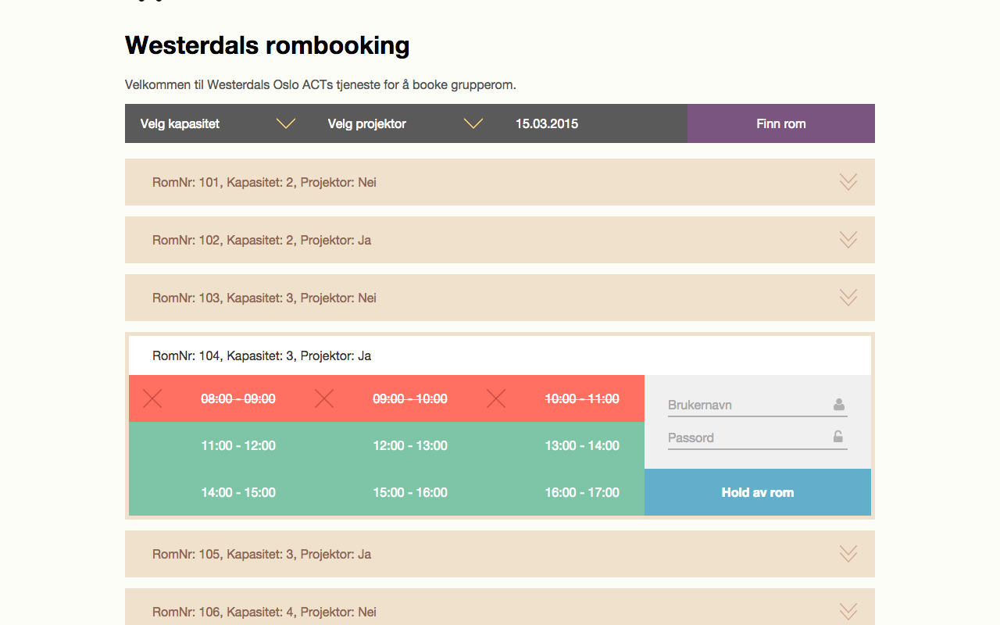 Westerdals rombooking
Velkommen til Westerdals Oslo ACTs tjeneste for å booke grupperom.
Velg kapasitet Velg projektor 15.03.2015 Finn rom
RomNr: 101, Kapasitet: 2, Projektor: Nei
RomNr: 102, Kapasitet: 2, Projektor: Ja
RomNr: 103, Kapasitet: 3, Projektor: Nei
RomNr: 104, Kapasitet: 3, Projektor: Ja
08:00 - 09:00 09:00 - 10:00 10:00 - 11:00
11:00 - 12:00 12:00 - 13:00 13:00 - 14:00
14:00 - 15:00 15:00 - 16:00 16:00 - 17:00
Brukernavn
Passord
Hold av rom
RomNr: 105, Kapasitet: 3, Projektor: Ja
RomNr: 106, Kapasitet: 4, Projektor: Nei